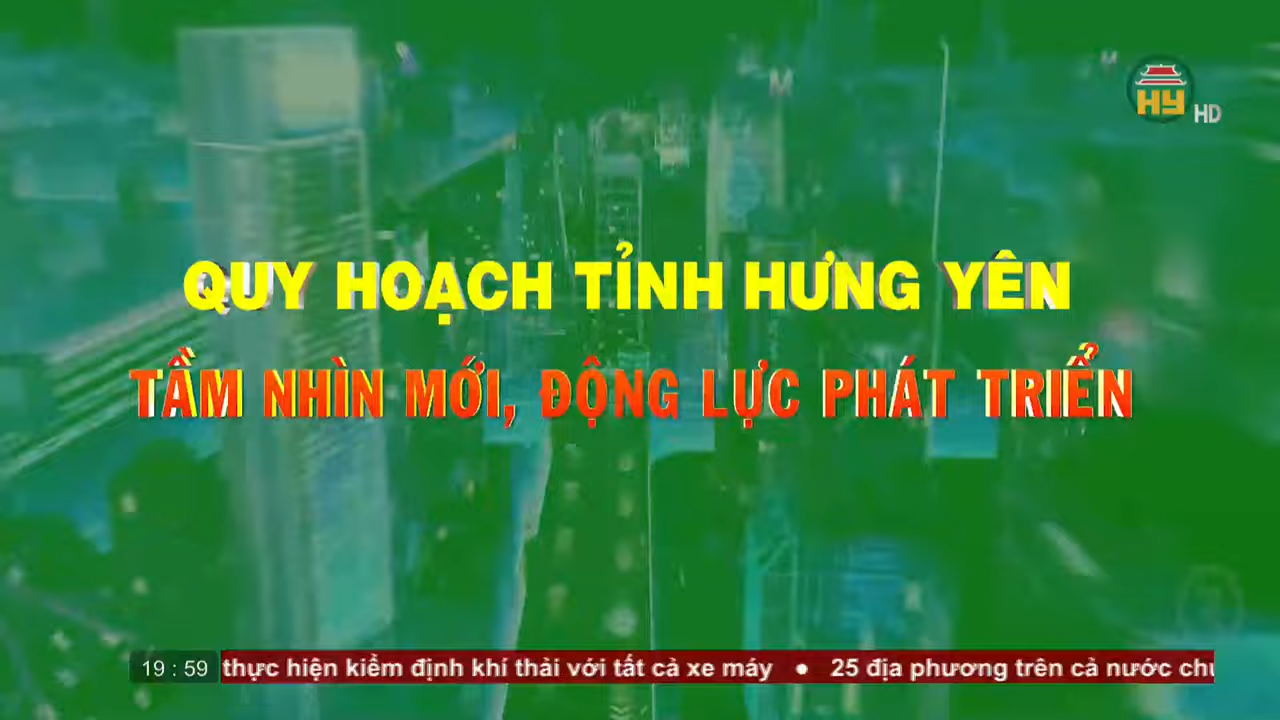 HY HD
QUY HOẠCH TỈNH HƯNG YÊN
TẦM NHÌN MỚI, ĐỘNG LỰC PHÁT TRIỂN
19 : 59 thực hiện kiểm định khí thải với tất cả xe máy • 25 địa phương trên cả nước